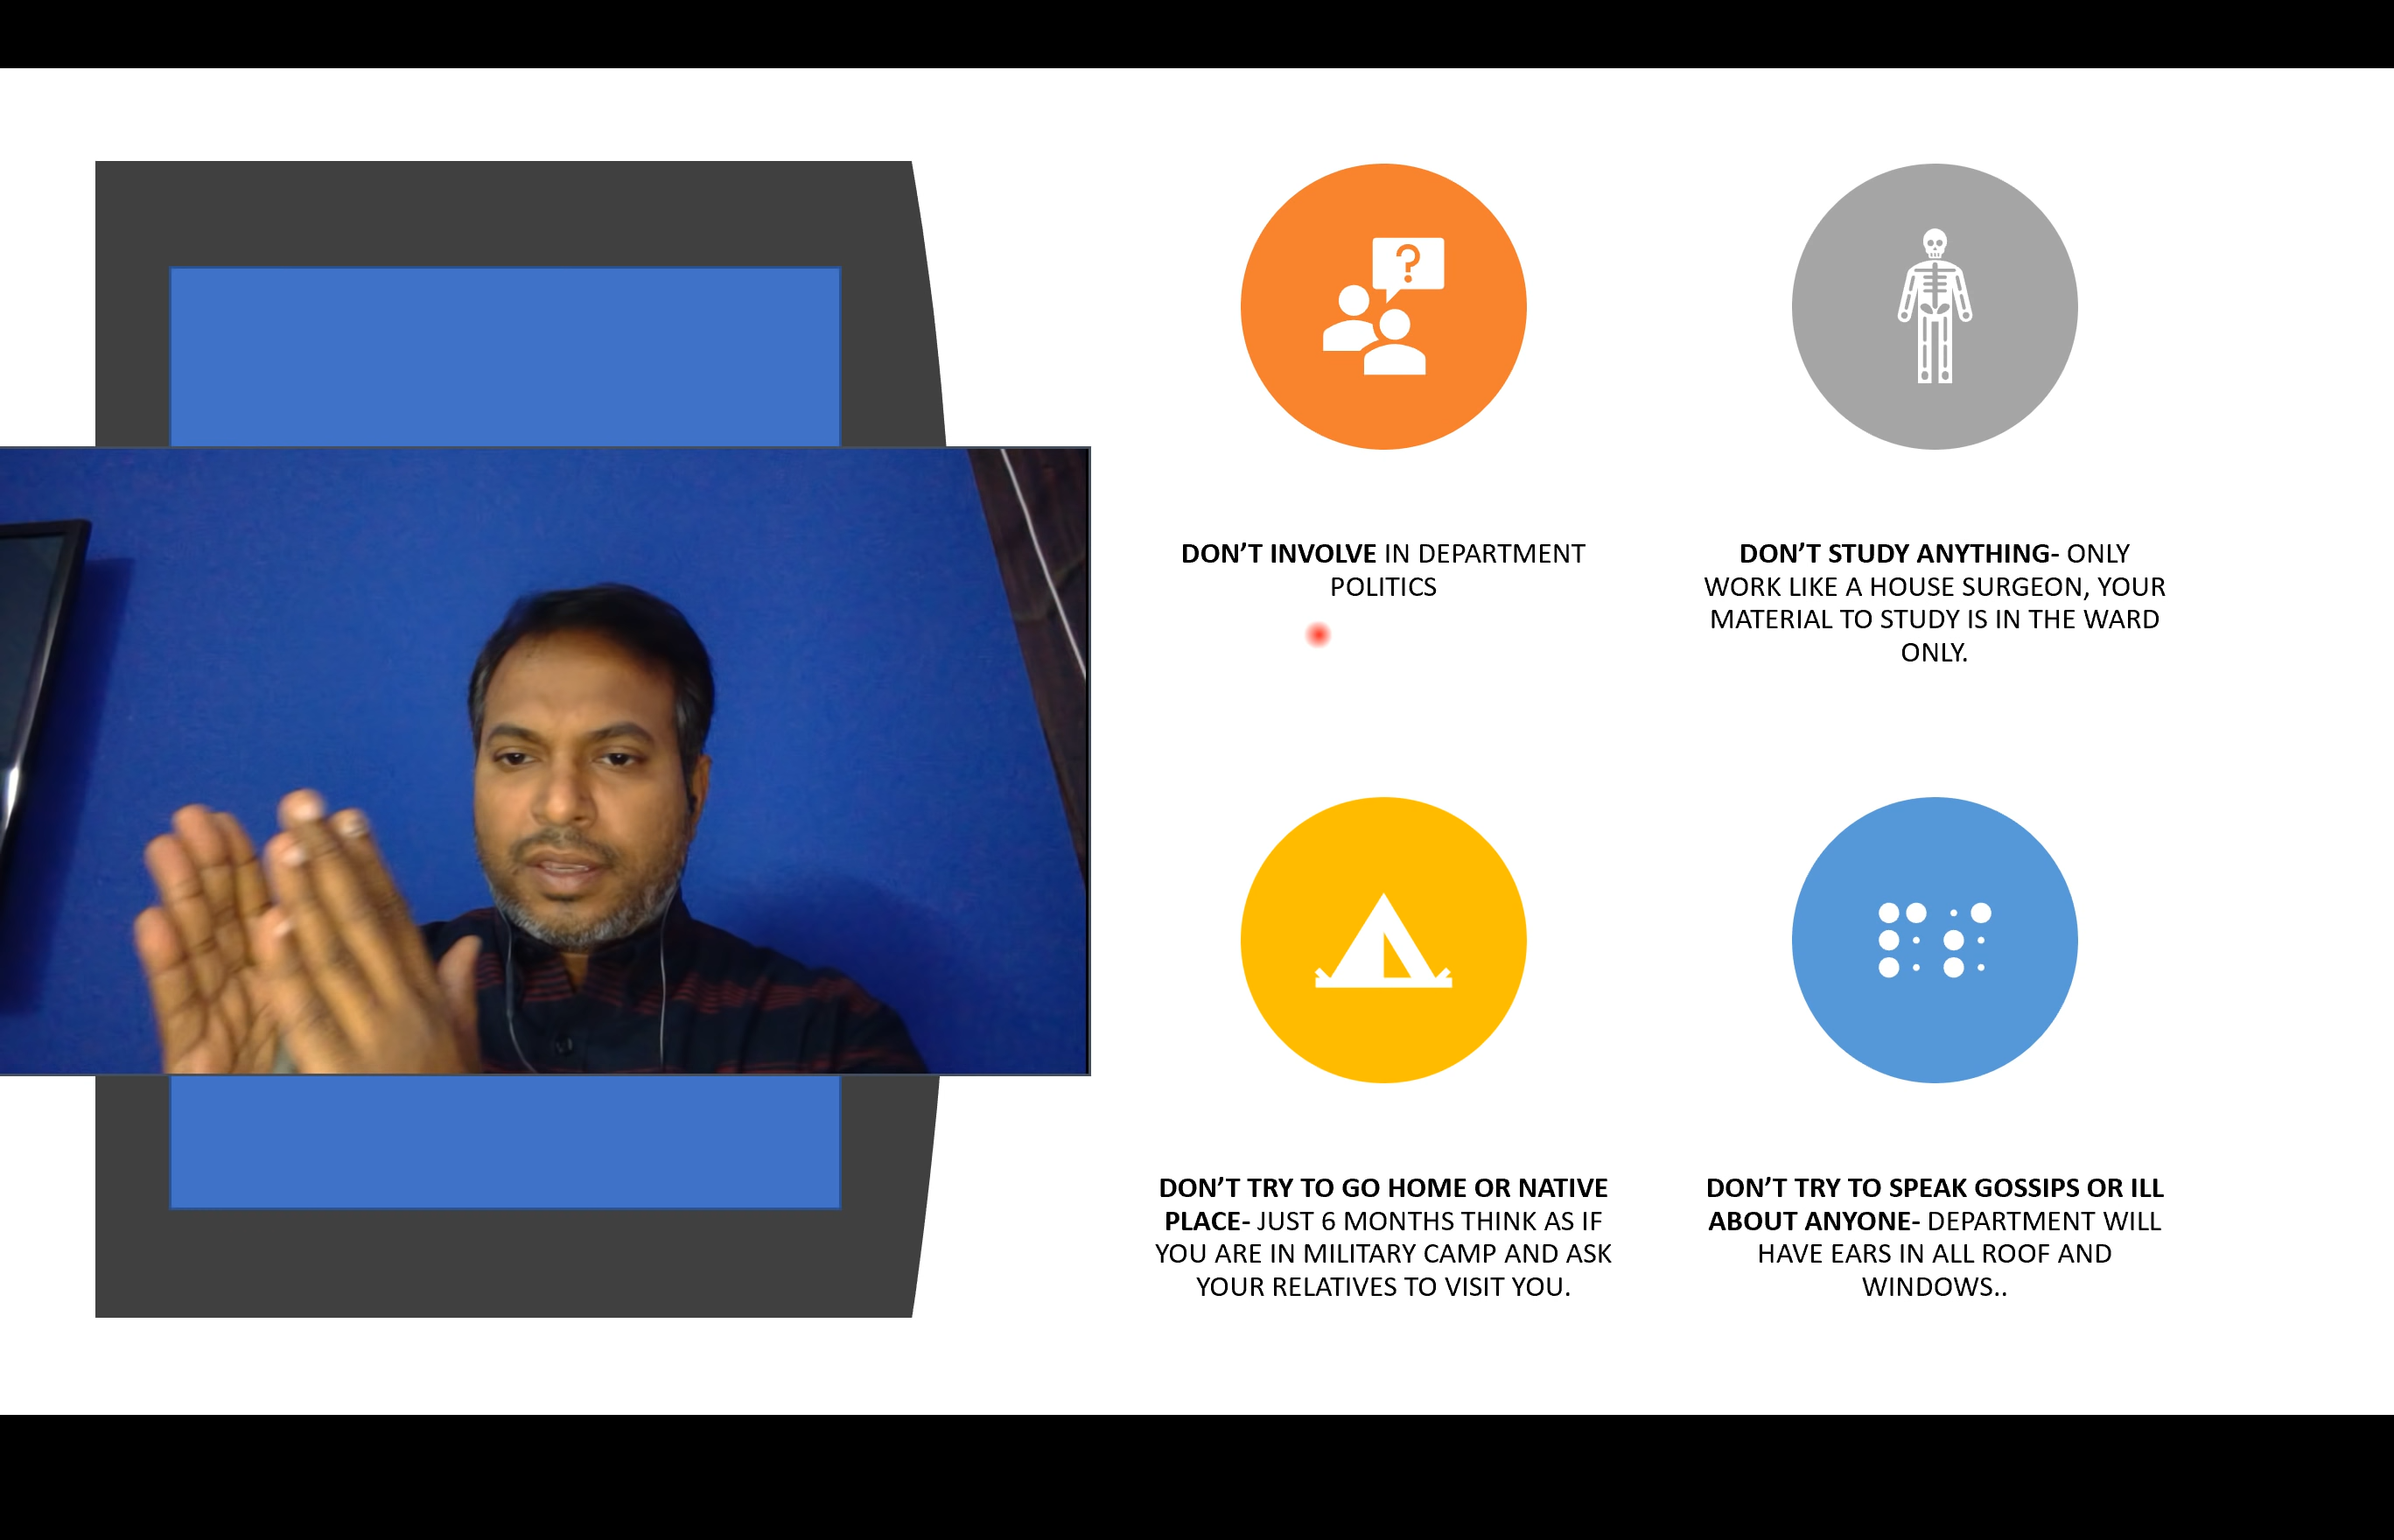 DON’T INVOLVE IN DEPARTMENT
POLITICS
DON’T STUDY ANYTHING- ONLY
WORK LIKE A HOUSE SURGEON, YOUR
MATERIAL TO STUDY IS IN THE WARD
ONLY.
DON’T TRY TO GO HOME OR NATIVE
PLACE- JUST 6 MONTHS THINK AS IF
YOU ARE IN MILITARY CAMP AND ASK
YOUR RELATIVES TO VISIT YOU.
DON’T TRY TO SPEAK GOSSIPS OR ILL
ABOUT ANYONE- DEPARTMENT WILL
HAVE EARS IN ALL ROOF AND
WINDOWS..